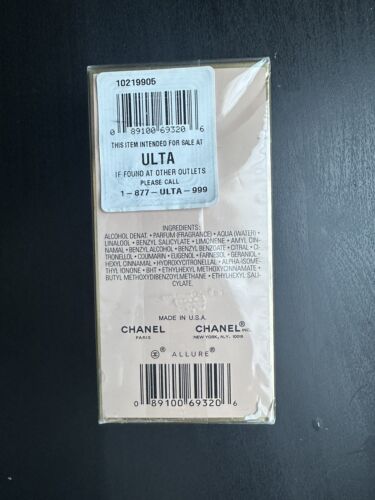 10219905
0 89100 69320 6
THIS ITEM INTENDED FOR SALE AT
ULTA
IF FOUND AT OTHER OUTLETS
PLEASE CALL
1-877-ULTA-999
INGREDIENTS:
ALCOHOL DENAT. • PARFUM (FRAGRANCE) • AQUA (WATER) •
LINALOOL • BENZYL SALICYLATE • LIMONENE • AMYL CIN-
NAMAL • BENZYL ALCOHOL • BENZYL BENZOATE • CITRAL • CI-
TRONELLOL • COUMARIN • EUGENOL • FARNESOL • GERANIOL •
HEXYL CINNAMAL • HYDROXYCITRONELLAL • ALPHA-ISOME-
THYL IONONE • BHT • ETHYLHEXYL METHOXYCINNAMATE •
BUTYL METHOXYDIBENZOYLMETHANE • ETHYLHEXYL SALI-
CYLATE.
MADE IN U.S.A.
CHANEL® CHANEL® INC.
PARIS NEW YORK, N.Y. 10019
® ALLURE®
0 89100 69320 6